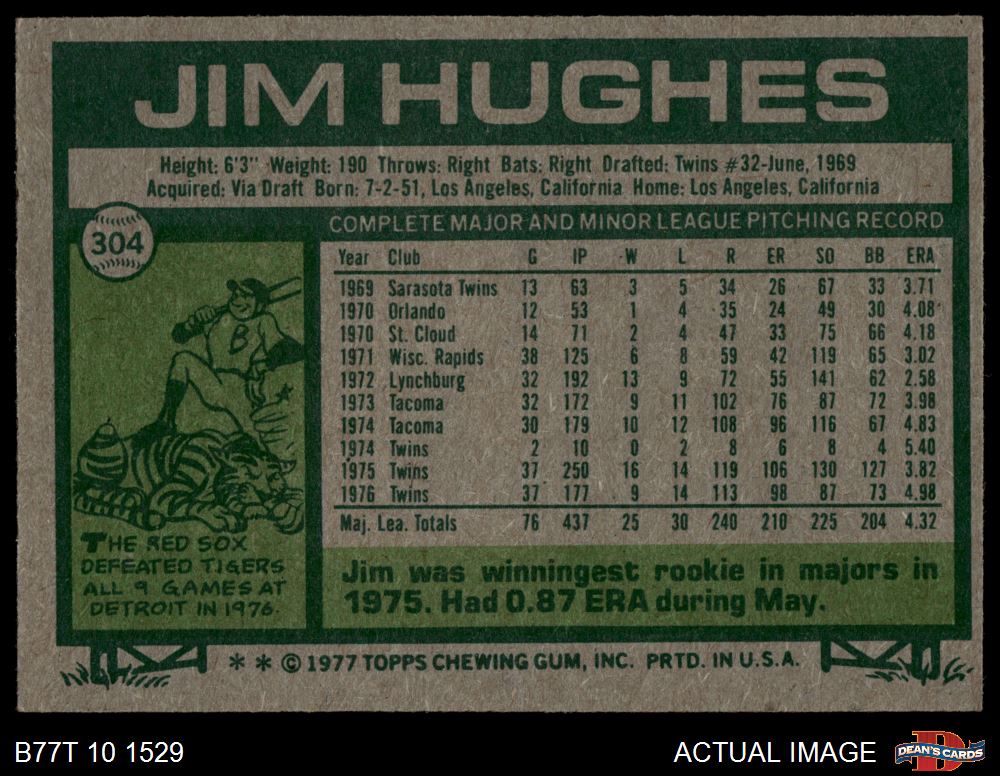 JIM HUGHES
Height: 6'3" Weight: 190 Throws: Right Bats: Right Drafted: Twins #32-June, 1969
Acquired: Via Draft Born: 7-2-51, Los Angeles, California Home: Los Angeles, California
304
COMPLETE MAJOR AND MINOR LEAGUE PITCHING RECORD
Year Club G IP W L R ER SO BB ERA
1969 Sarasota Twins 13 63 3 5 34 26 67 33 3.71
1970 Orlando 12 53 1 4 35 24 49 30 4.08
1970 St. Cloud 14 71 2 4 47 33 75 66 4.18
1971 Wisc. Rapids 38 125 6 8 59 42 119 65 3.02
1972 Lynchburg 32 192 13 9 72 55 141 62 2.58
1973 Tacoma 32 172 9 11 102 76 87 72 3.98
1974 Tacoma 30 179 10 12 108 96 116 67 4.83
1974 Twins 2 10 0 2 8 6 8 4 5.40
1975 Twins 37 250 16 14 119 106 130 127 3.82
1976 Twins 37 177 9 14 113 98 87 73 4.98
Maj. Lea. Totals 76 437 25 30 240 210 225 204 4.32
B
THE RED SOX
DEFEATED TIGERS
ALL 9 GAMES AT
DETROIT IN 1976.
Jim was winningest rookie in majors in
1975. Had 0.87 ERA during May.
* * © 1977 TOPPS CHEWING GUM, INC. PRTD. IN U.S.A.
B77T 10 1529
ACTUAL IMAGE
D
DEAN'S CARDS